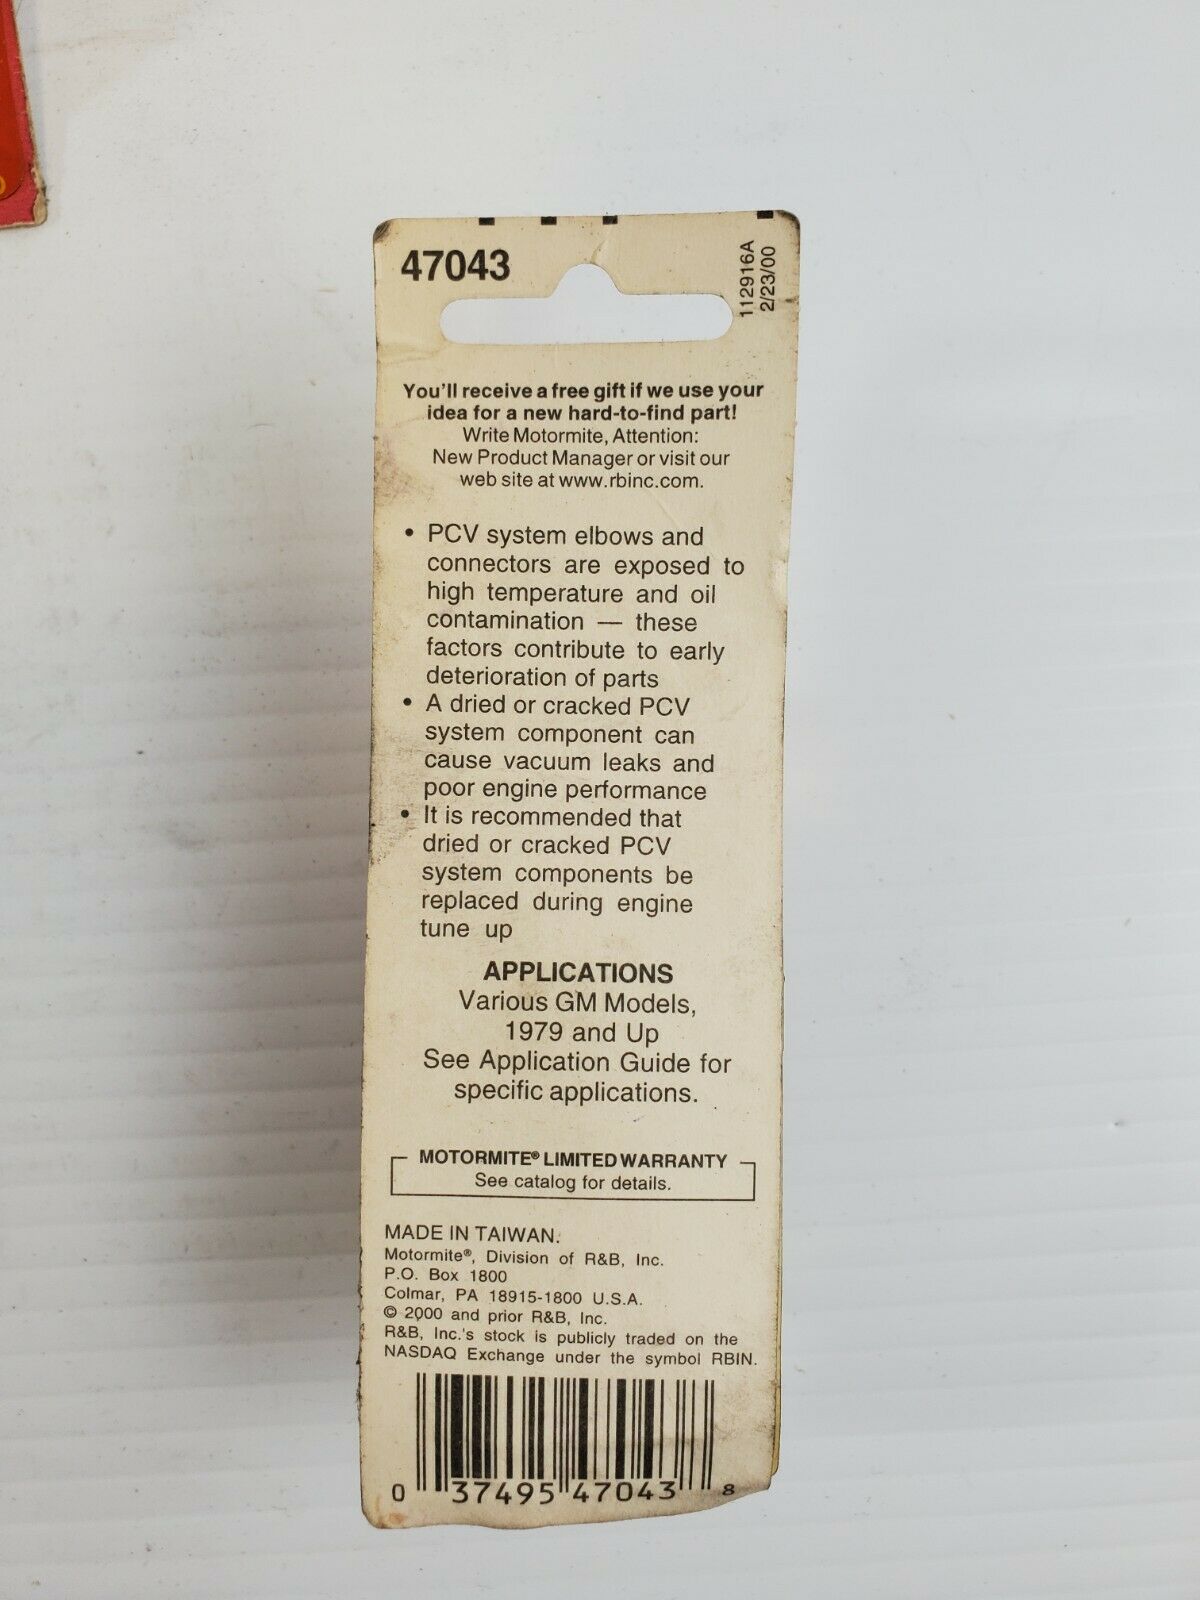 47043
112916A
2/23/00
You'll receive a free gift if we use your
idea for a new hard-to-find part!
Write Motormite, Attention:
New Product Manager or visit our
web site at www.rbinc.com.
• PCV system elbows and
connectors are exposed to
high temperature and oil
contamination — these
factors contribute to early
deterioration of parts
• A dried or cracked PCV
system component can
cause vacuum leaks and
poor engine performance
• It is recommended that
dried or cracked PCV
system components be
replaced during engine
tune up
APPLICATIONS
Various GM Models,
1979 and Up
See Application Guide for
specific applications.
MOTORMITE® LIMITED WARRANTY
See catalog for details.
MADE IN TAIWAN.
Motormite®, Division of R&B, Inc.
P.O. Box 1800
Colmar, PA 18915-1800 U.S.A.
© 2000 and prior R&B, Inc.
R&B, Inc.'s stock is publicly traded on the
NASDAQ Exchange under the symbol RBIN.
0 37495 47043 8